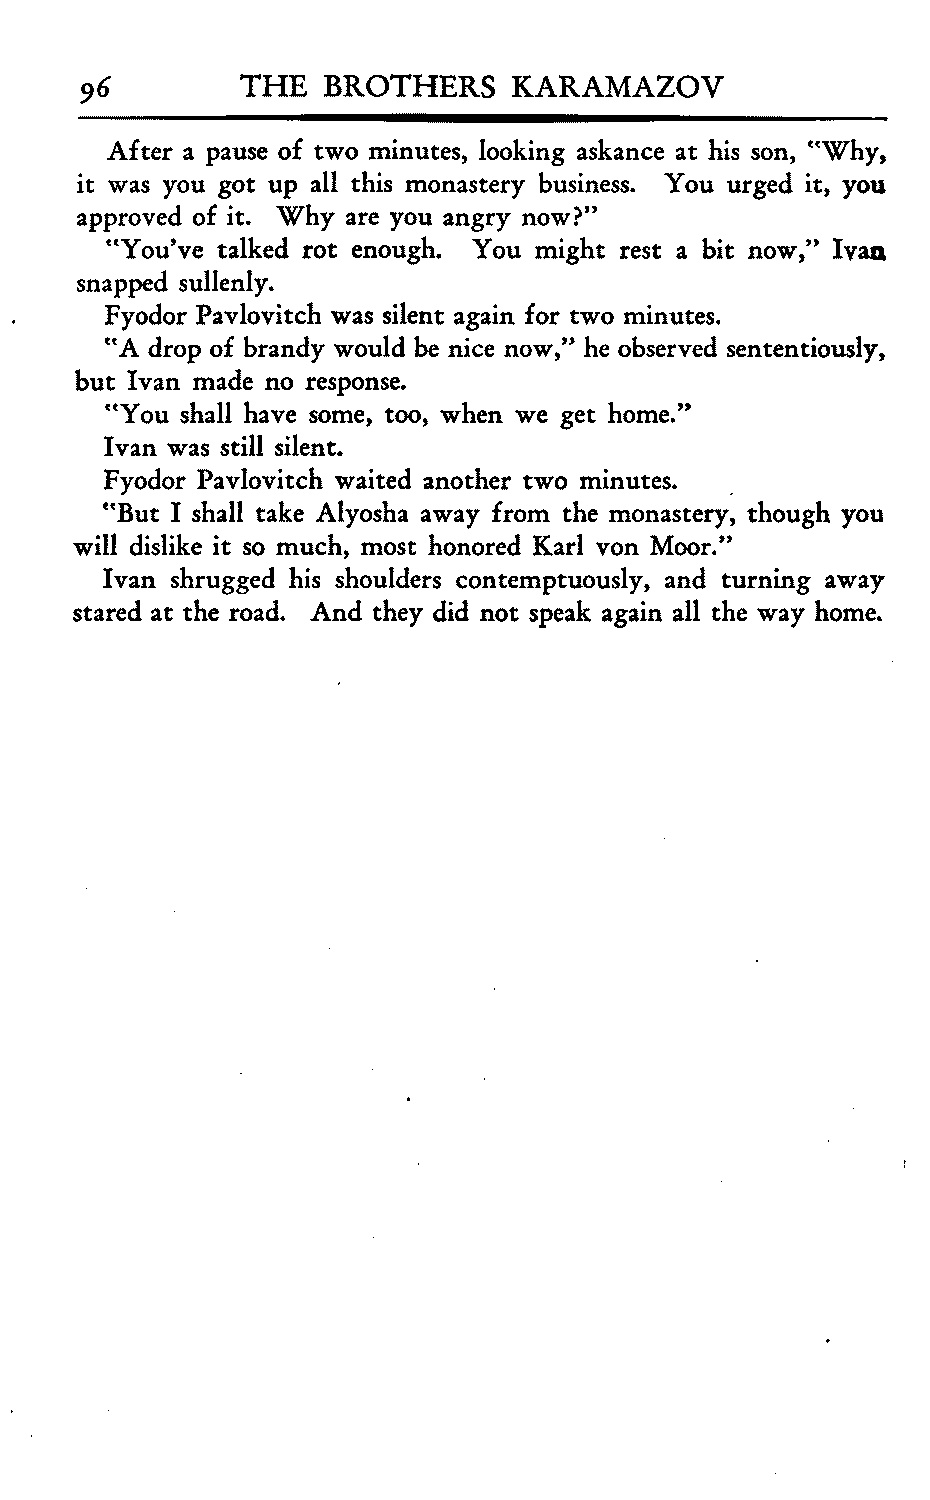 96 THE BROTHERS KARAMAZOV
After a pause of two minutes, looking askance at his son, "Why,
it was you got up all this monastery business. You urged it, you
approved of it. Why are you angry now?"
"You've talked rot enough. You might rest a bit now," Ivan
snapped sullenly.
Fyodor Pavlovitch was silent again for two minutes.
"A drop of brandy would be nice now," he observed sententiously,
but Ivan made no response.
"You shall have some, too, when we get home."
Ivan was still silent.
Fyodor Pavlovitch waited another two minutes.
"But I shall take Alyosha away from the monastery, though you
will dislike it so much, most honored Karl von Moor."
Ivan shrugged his shoulders contemptuously, and turning away
stared at the road. And they did not speak again all the way home.